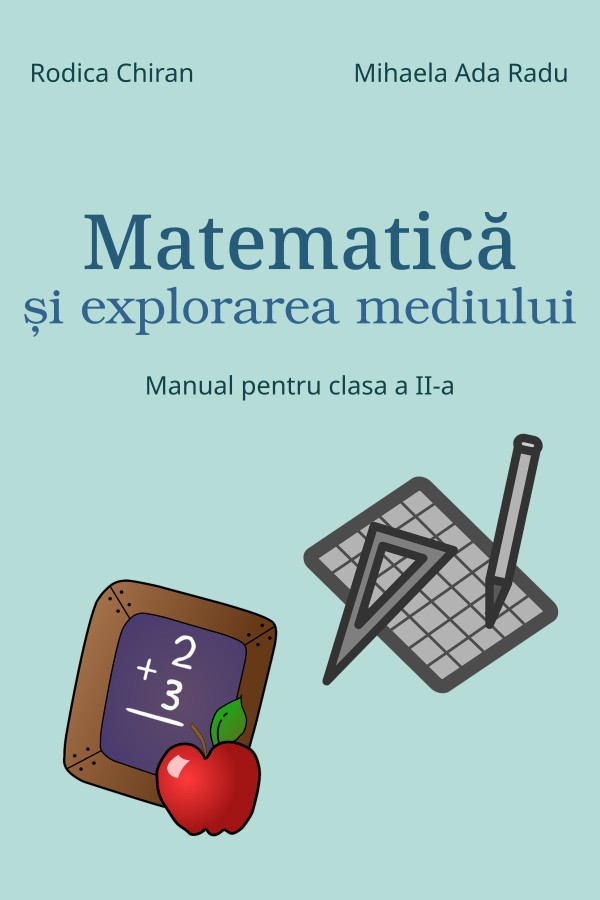 Rodica Chiran Mihaela Ada Radu
Matematică
și explorarea mediului
Manual pentru clasa a II-a
2
+ 3